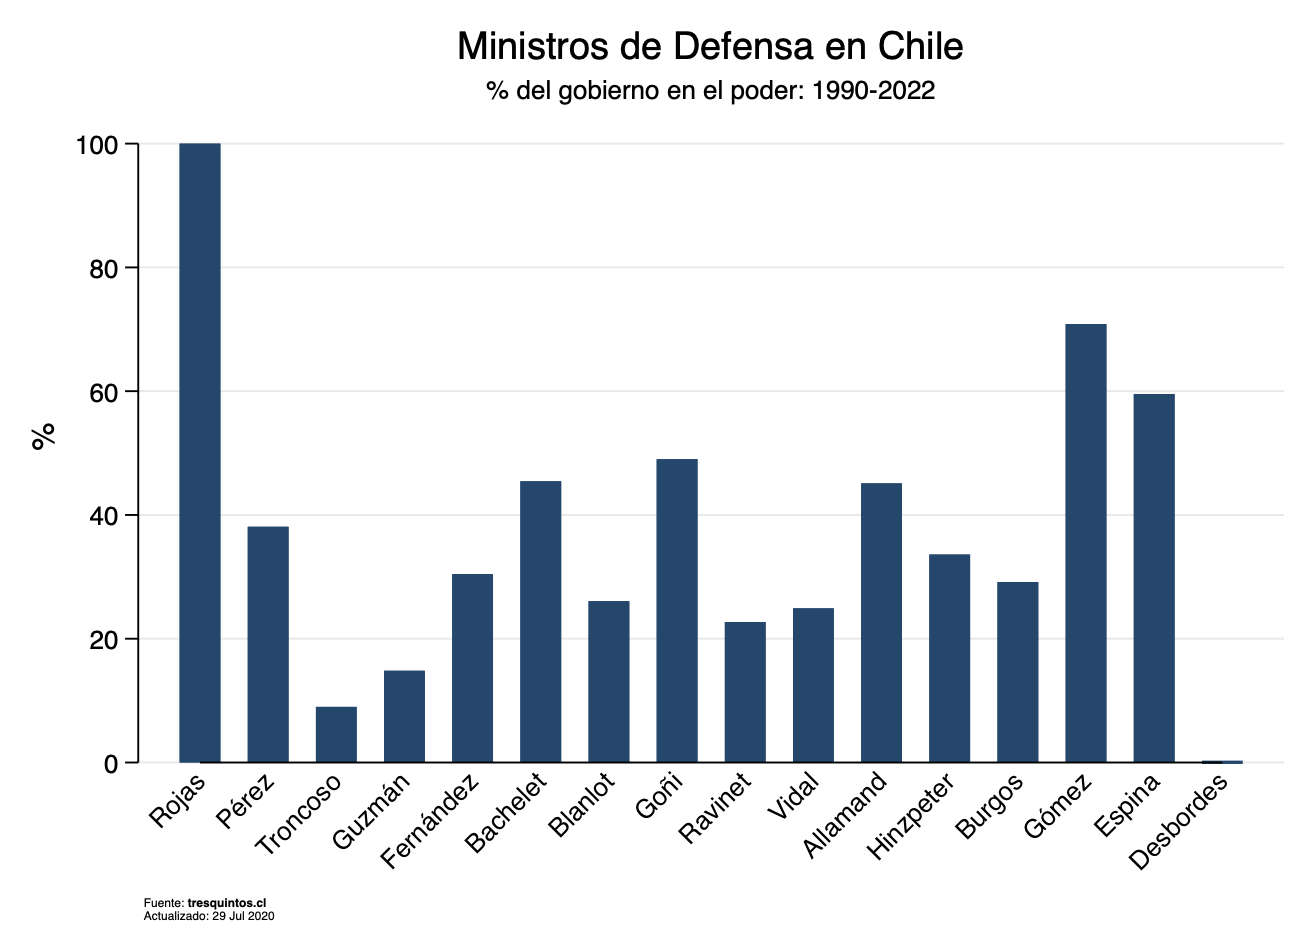 Ministros de Defensa en Chile
% del gobierno en el poder: 1990-2022
%
100
80
60
40
20
0
Rojas
Pérez
Troncoso
Guzmán
Fernández
Bachelet
Blanlot
Goñi
Ravinet
Vidal
Allamand
Hinzpeter
Burgos
Gómez
Espina
Desbordes
Fuente: tresquintos.cl
Actualizado: 29 Jul 2020